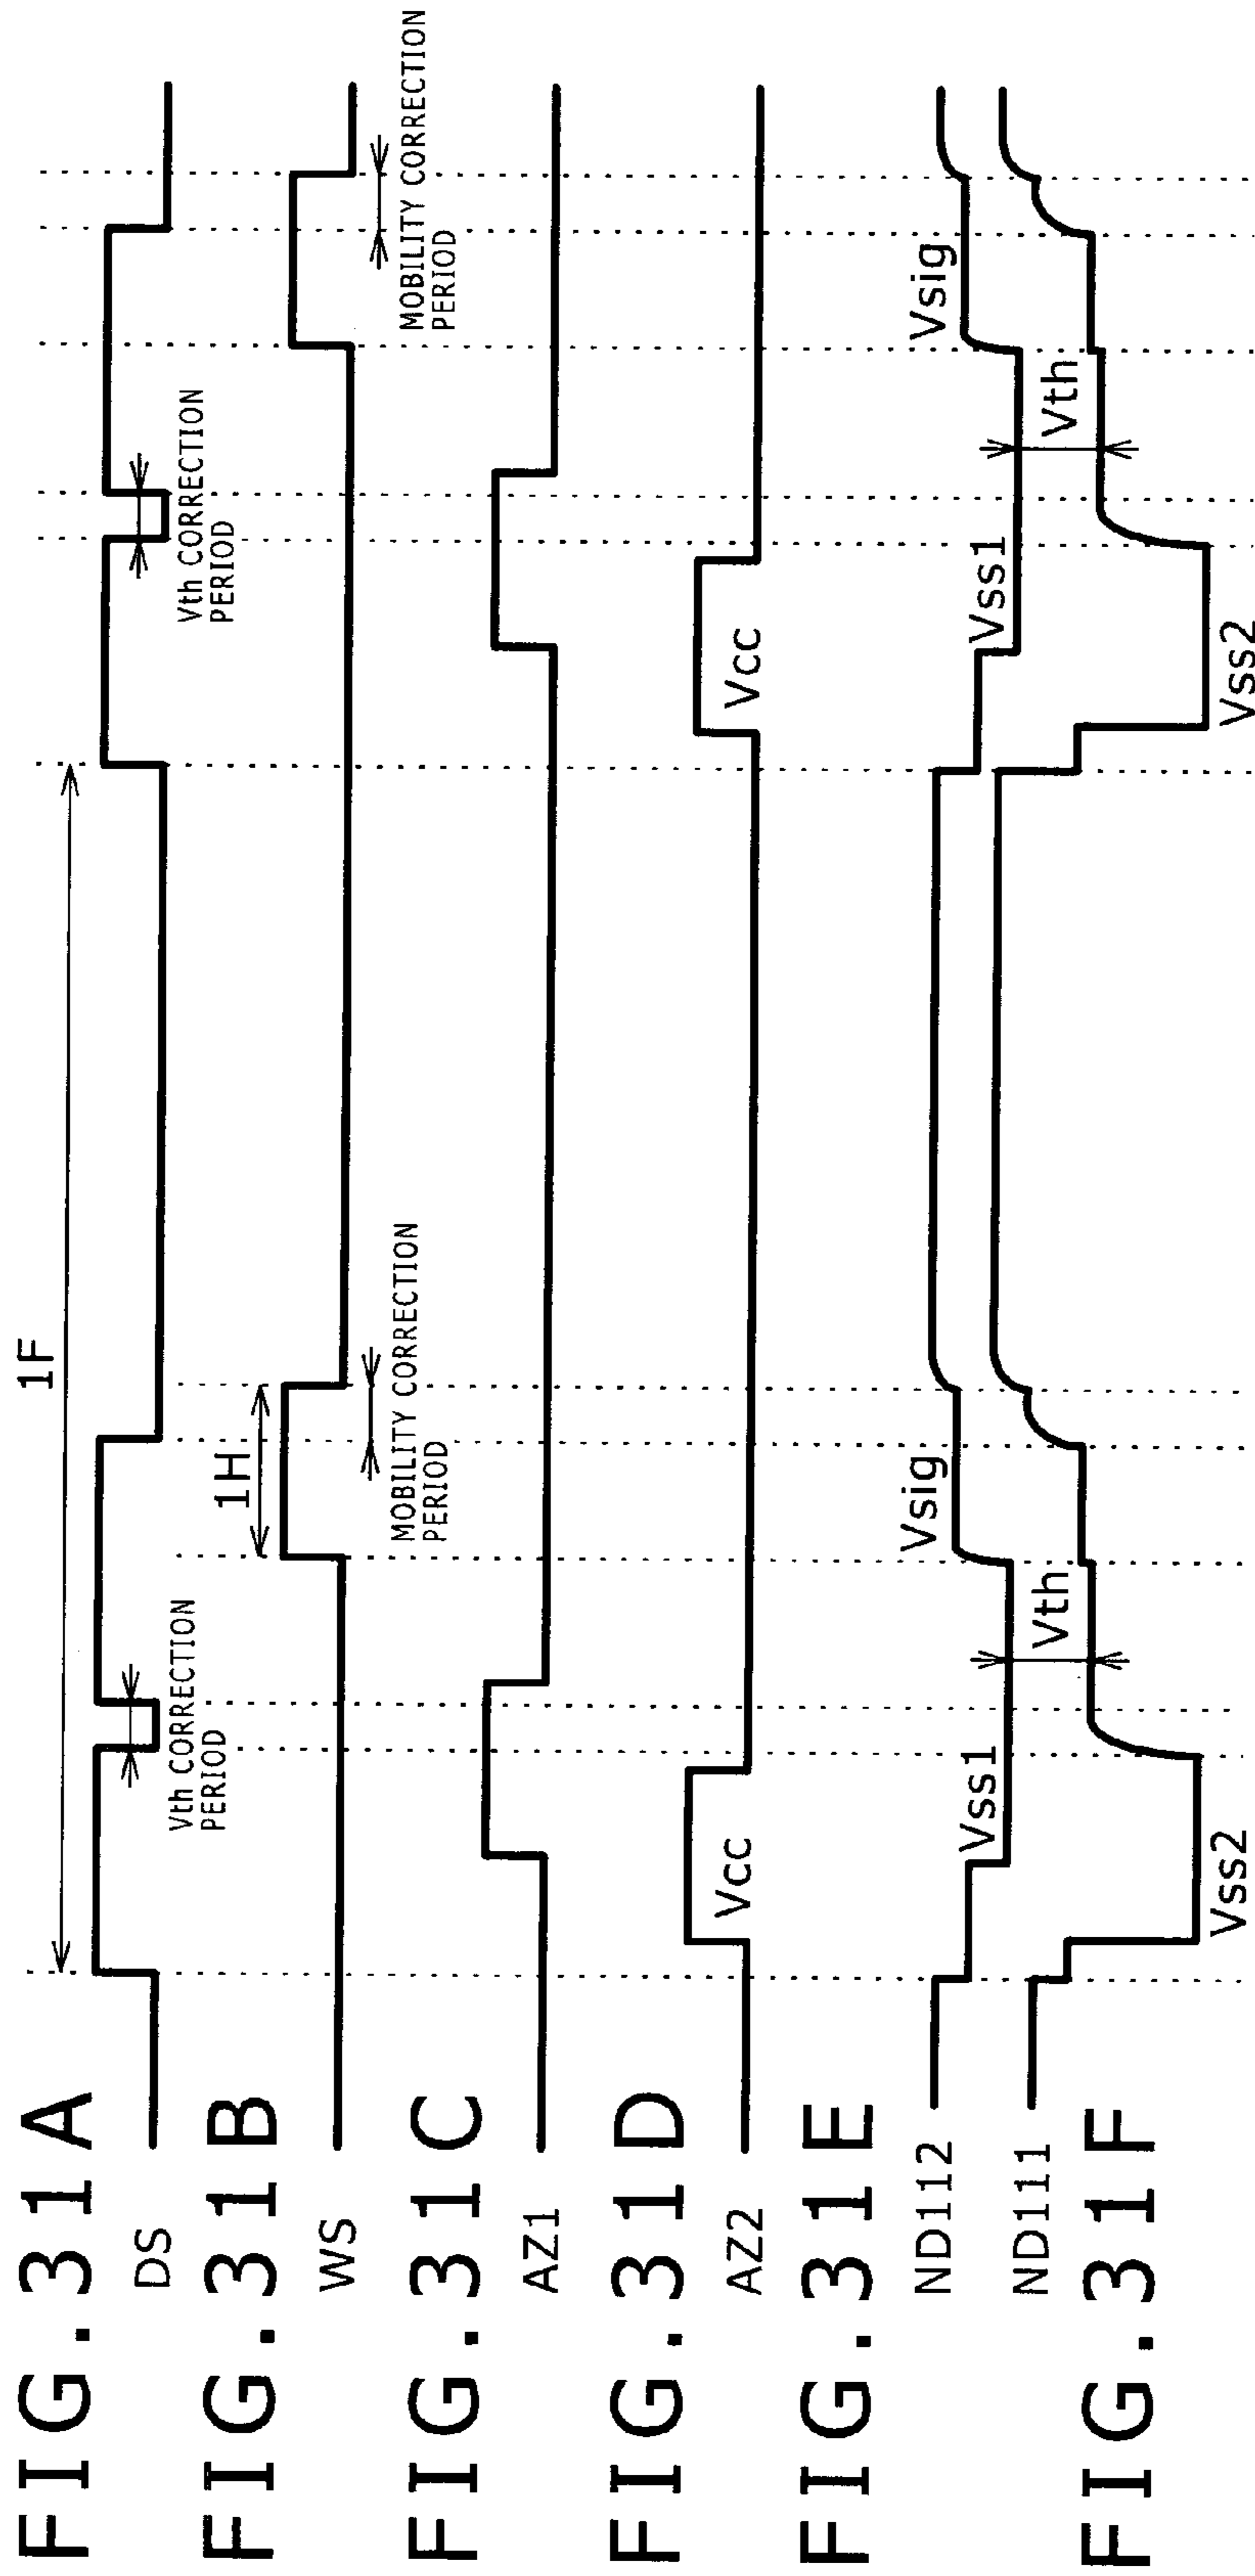 FIG.31A
DS
1F
Vth CORRECTION
PERIOD
Vth CORRECTION
PERIOD
FIG.31B
WS
1H
MOBILITY CORRECTION
PERIOD
MOBILITY CORRECTION
PERIOD
FIG.31C
AZ1
FIG.31D
AZ2
Vcc
Vcc
FIG.31E
ND112
Vss1
Vsig
Vss1
Vsig
ND111
Vth
Vth
FIG.31F
Vss2
Vss2